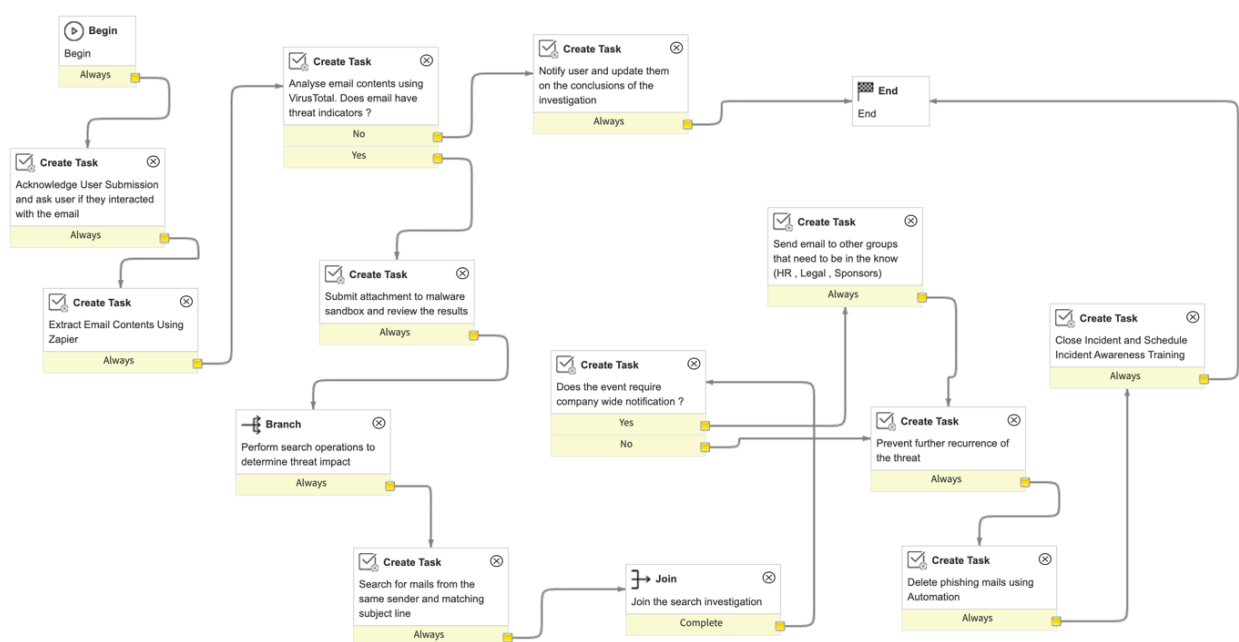 Begin
Begin
Always
Create Task
Acknowledge User Submission
and ask user if they interacted
with the email
Always
Create Task
Extract Email Contents Using
Zapier
Always
Create Task
Analyse email contents using
VirusTotal. Does email have
threat indicators ?
No
Yes
Create Task
Notify user and update them
on the conclusions of the
investigation
Always
End
End
Create Task
Submit attachment to malware
sandbox and review the results
Always
Branch
Perform search operations to
determine threat impact
Always
Create Task
Search for mails from the
same sender and matching
subject line
Always
Join
Join the search investigation
Complete
Create Task
Does the event require
company wide notification ?
Yes
No
Create Task
Send email to other groups
that need to be in the know
(HR , Legal , Sponsors)
Always
Create Task
Prevent further recurrence of
the threat
Always
Create Task
Delete phishing mails using
Automation
Always
Create Task
Close Incident and Schedule
Incident Awareness Training
Always